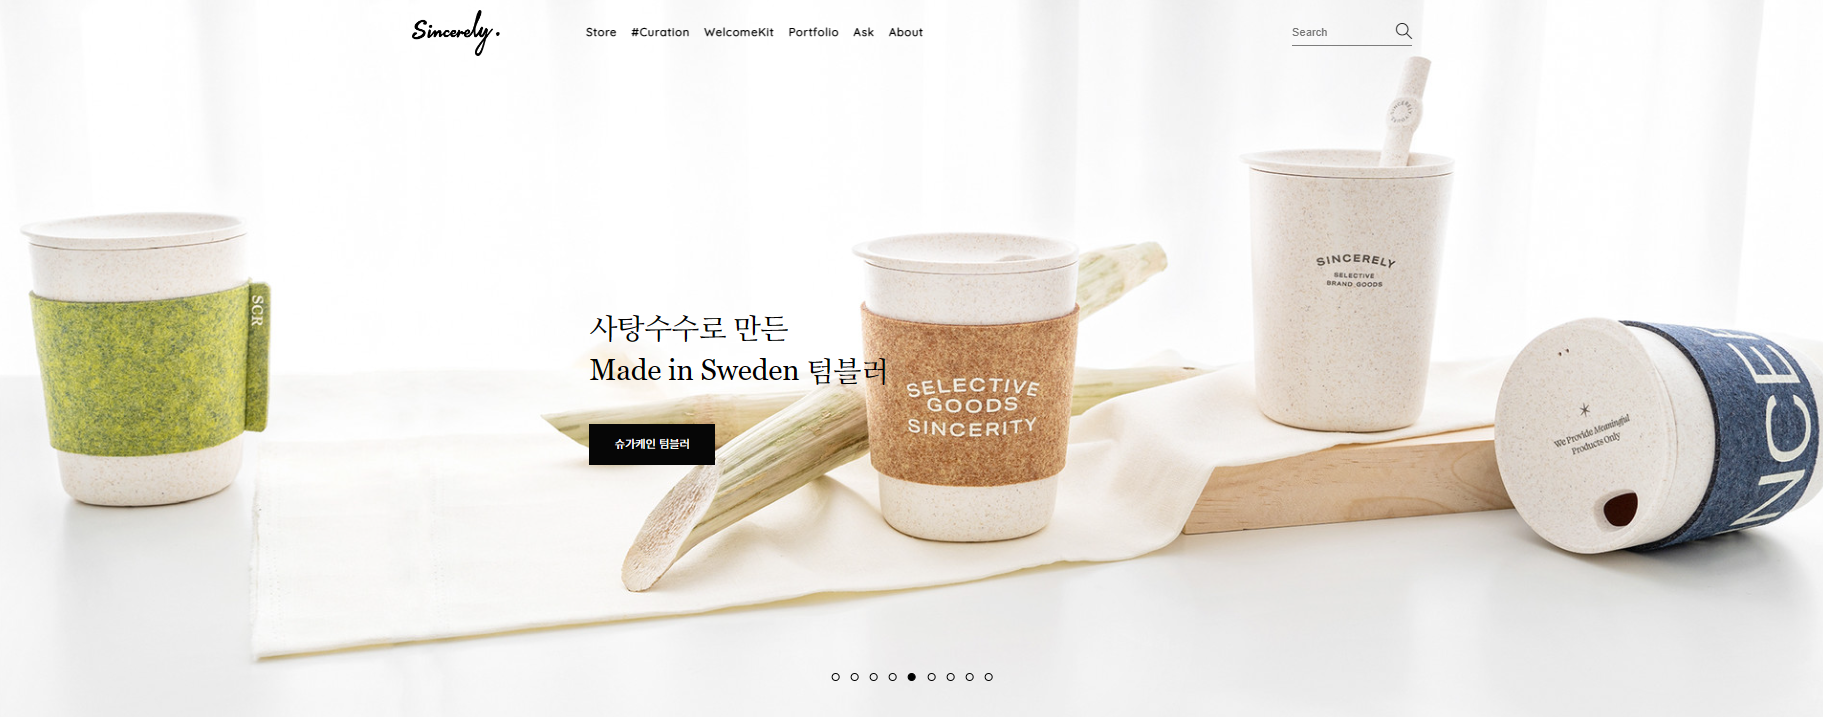 Sincerely.
Store #Curation WelcomeKit Portfolio Ask About
Search
SINCERELY
GOODS
SINCERELY
SELECTIVE
BRAND GOODS
SCR
사탕수수로 만든
Made in Sweden 텀블러
슈가케인 텀블러
SELECTIVE
GOODS
SINCERITY
We Provide Meaningful
Products Only
NCE